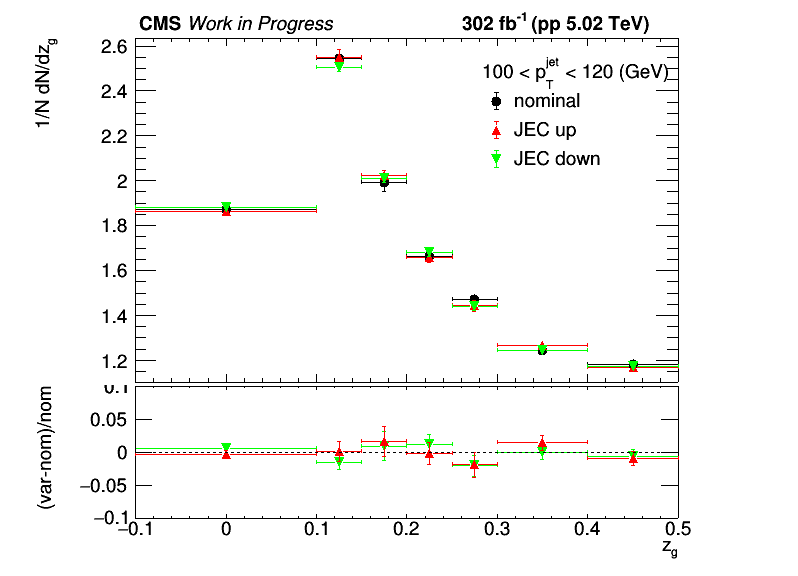 CMS Work in Progress 302 fb-1 (pp 5.02 TeV)
1/N dN/dzg
2.6
2.4
2.2
2
1.8
1.6
1.4
1.2
100 < pTjet < 120 (GeV)
nominal
JEC up
JEC down
(var-nom)/nom
0.1
0.05
0
−0.05
−0.1
−0.1 0 0.1 0.2 0.3 0.4 0.5
zg